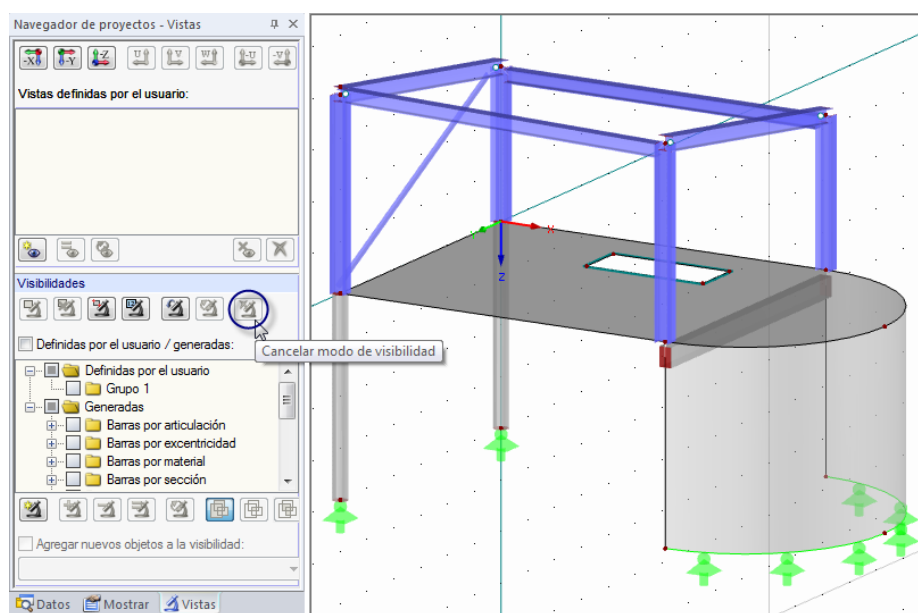 Navegador de proyectos - Vistas
-X -Y -Z U V W -U -V
Vistas definidas por el usuario:
Visibilidades
Definidas por el usuario / generadas:
Cancelar modo de visibilidad
Definidas por el usuario
Grupo 1
Generadas
Barras por articulación
Barras por excentricidad
Barras por material
Barras por sección
Agregar nuevos objetos a la visibilidad:
Datos Mostrar Vistas
X
Z